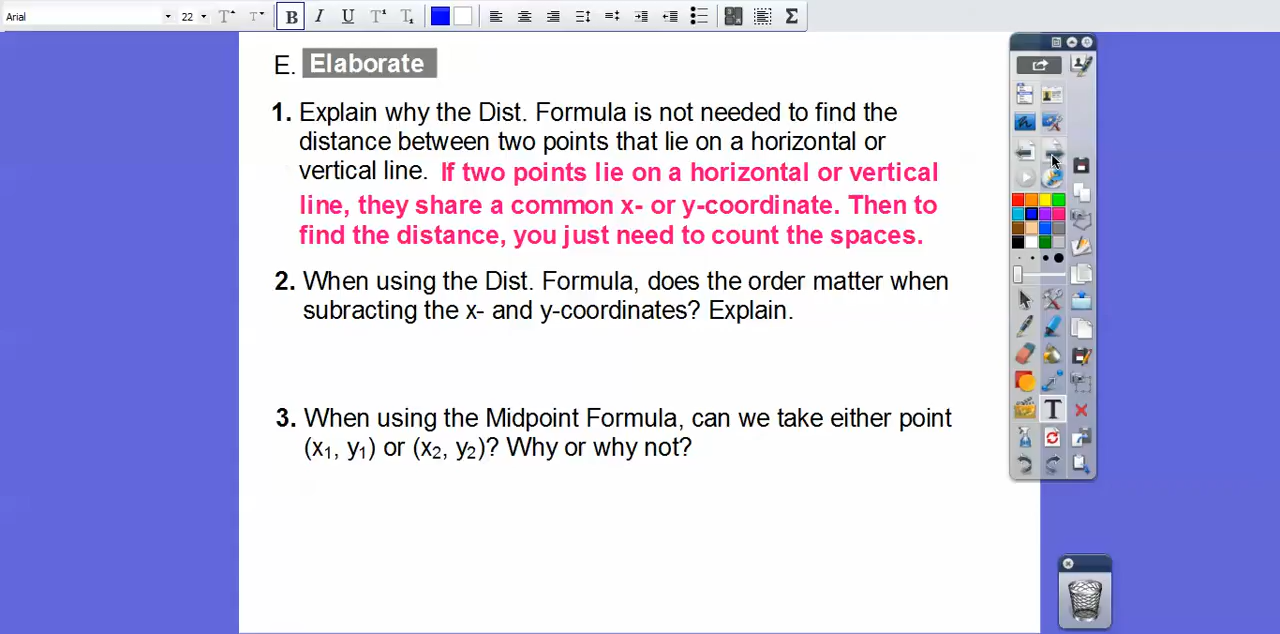 Arial 22 T T B I U T¹ T₁ Σ
E. Elaborate
1. Explain why the Dist. Formula is not needed to find the
distance between two points that lie on a horizontal or
vertical line. If two points lie on a horizontal or vertical
line, they share a common x- or y-coordinate. Then to
find the distance, you just need to count the spaces.
2. When using the Dist. Formula, does the order matter when
subracting the x- and y-coordinates? Explain.
3. When using the Midpoint Formula, can we take either point
(x₁, y₁) or (x₂, y₂)? Why or why not?
T